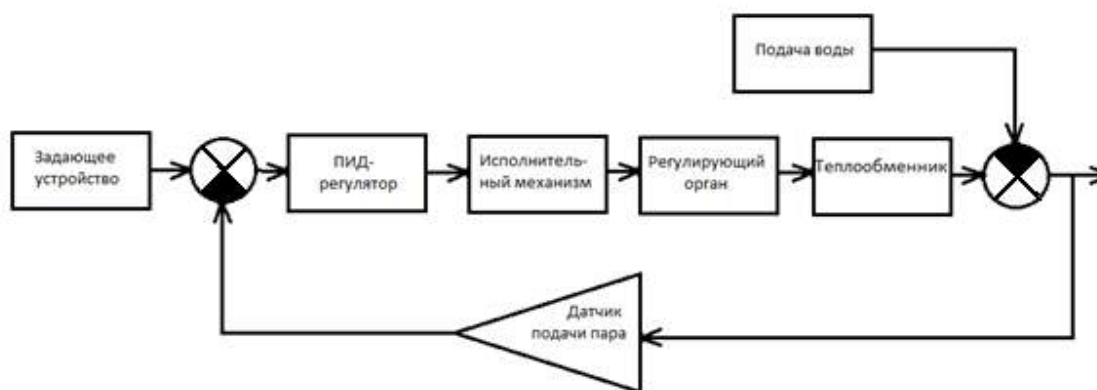 Подача воды
Задающее
устройство
ПИД-
регулятор
Исполнитель-
ный механизм
Регулирующий
орган
Теплообменник
Датчик
подачи пара